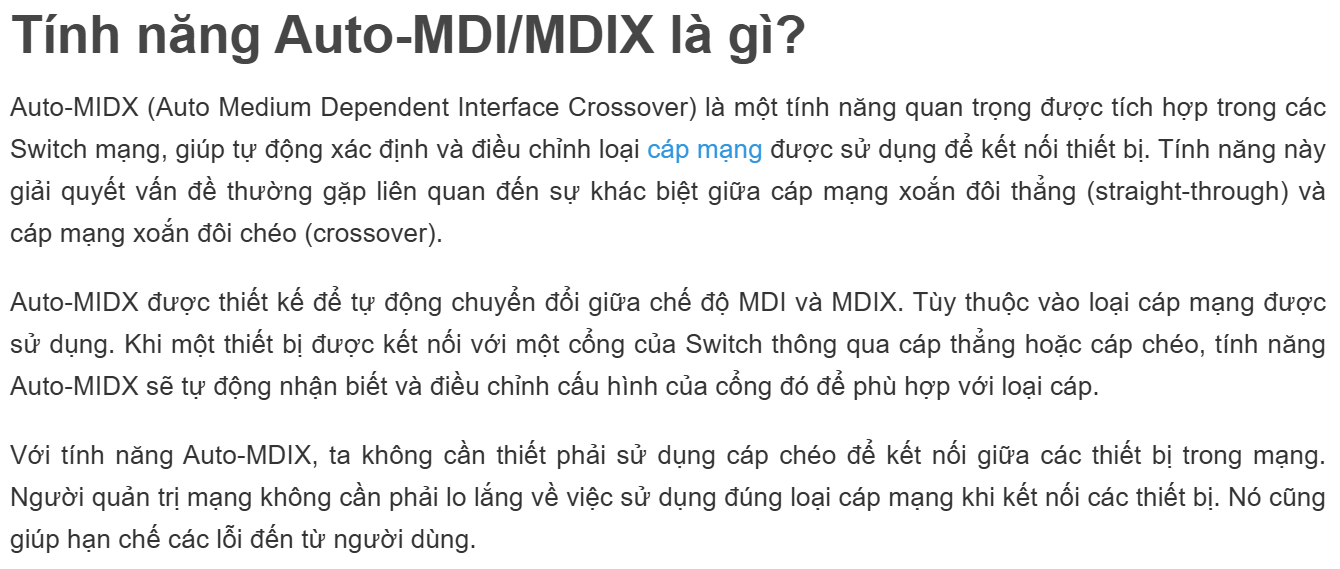 Tính năng Auto-MDI/MDIX là gì?
Auto-MIDX (Auto Medium Dependent Interface Crossover) là một tính năng quan trọng được tích hợp trong các
Switch mạng, giúp tự động xác định và điều chỉnh loại cáp mạng được sử dụng để kết nối thiết bị. Tính năng này
giải quyết vấn đề thường gặp liên quan đến sự khác biệt giữa cáp mạng xoắn đôi thẳng (straight-through) và
cáp mạng xoắn đôi chéo (crossover).
Auto-MIDX được thiết kế để tự động chuyển đổi giữa chế độ MDI và MDIX. Tùy thuộc vào loại cáp mạng được
sử dụng. Khi một thiết bị được kết nối với một cổng của Switch thông qua cáp thẳng hoặc cáp chéo, tính năng
Auto-MIDX sẽ tự động nhận biết và điều chỉnh cấu hình của cổng đó để phù hợp với loại cáp.
Với tính năng Auto-MDIX, ta không cần thiết phải sử dụng cáp chéo để kết nối giữa các thiết bị trong mạng.
Người quản trị mạng không cần phải lo lắng về việc sử dụng đúng loại cáp mạng khi kết nối các thiết bị. Nó cũng
giúp hạn chế các lỗi đến từ người dùng.